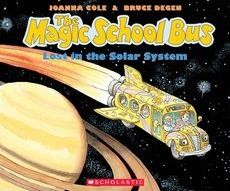 JOANNA COLE & BRUCE DEGEN
The
Magic School Bus
Lost in the Solar System
SCHOLASTIC